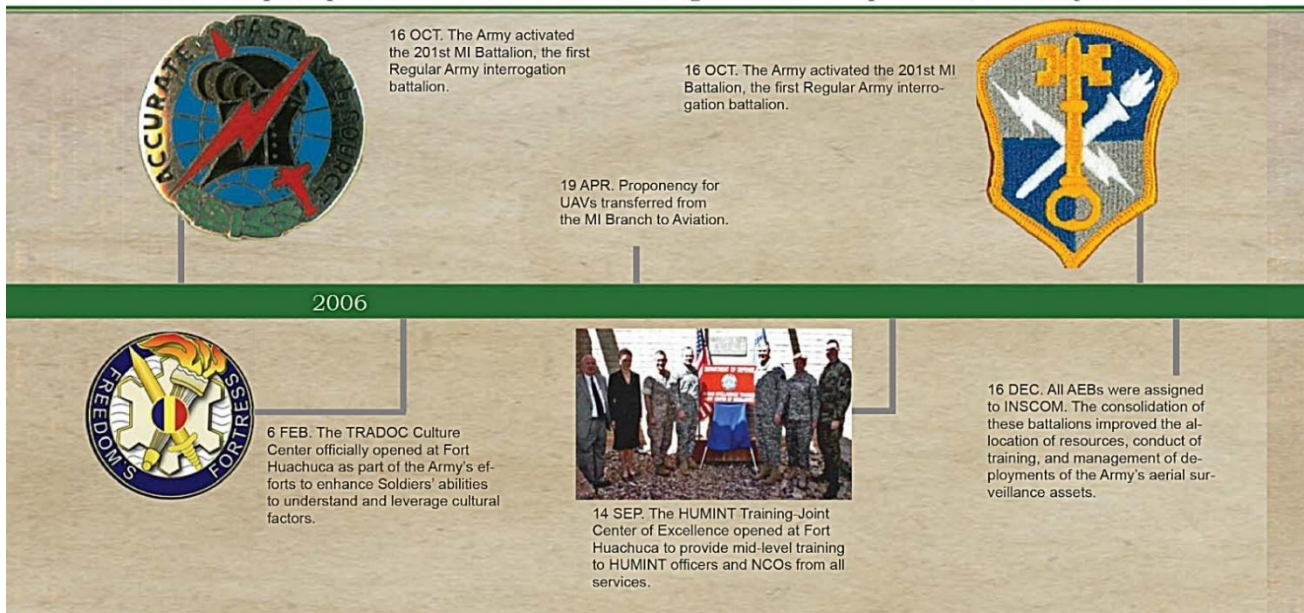 ACCURATE FAST
16 OCT. The Army activated
the 201st MI Battalion, the first
Regular Army interrogation
battalion.
16 OCT. The Army activated the 201st MI
Battalion, the first Regular Army interro-
gation battalion.
19 APR. Proponency for
UAVs transferred from
the MI Branch to Aviation.
2006
FREEDOM'S FORTRESS
6 FEB. The TRADOC Culture
Center officially opened at Fort
Huachuca as part of the Army's ef-
forts to enhance Soldiers' abilities
to understand and leverage cultural
factors.
DEPARTMENT OF DEFENSE
14 SEP. The HUMINT Training-Joint
Center of Excellence opened at Fort
Huachuca to provide mid-level training
to HUMINT officers and NCOs from all
services.
16 DEC. All AEBs were assigned
to INSCOM. The consolidation of
these battalions improved the al-
location of resources, conduct of
training, and management of de-
ployments of the Army's aerial sur-
veillance assets.